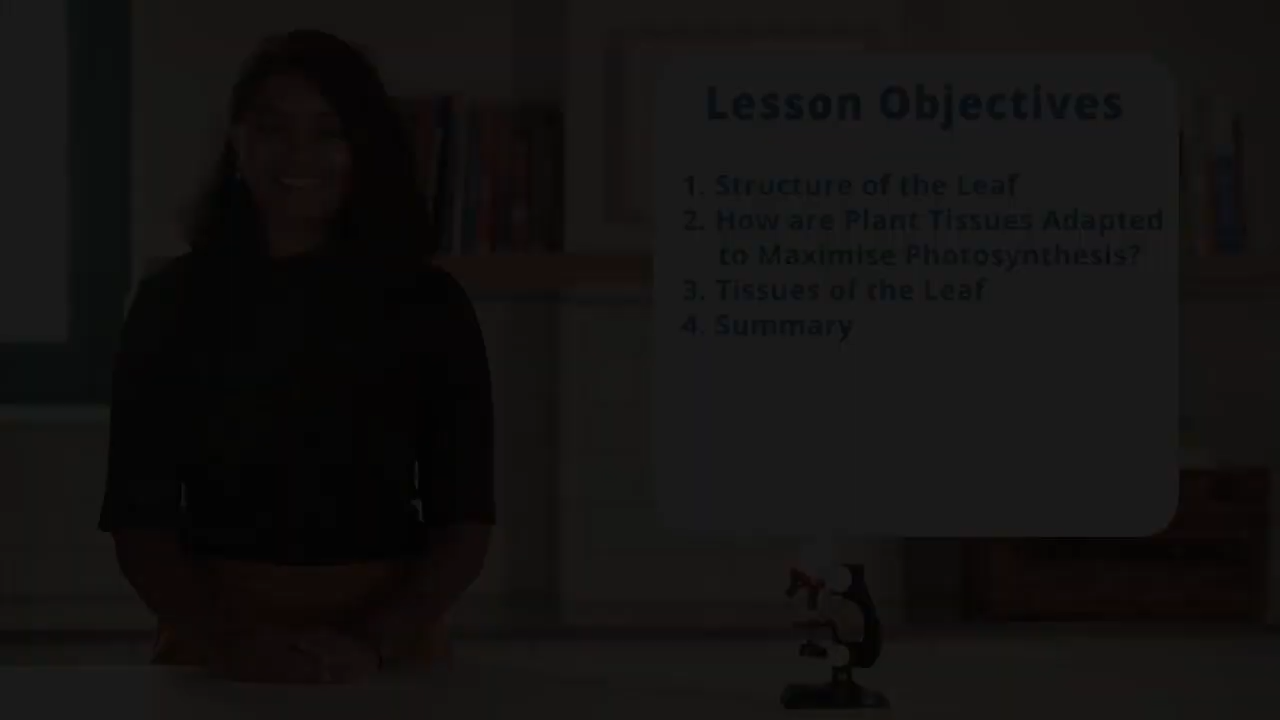 Lesson Objectives
1. Structure of the Leaf
2. How are Plant Tissues Adapted
to Maximise Photosynthesis?
3. Tissues of the Leaf
4. Summary